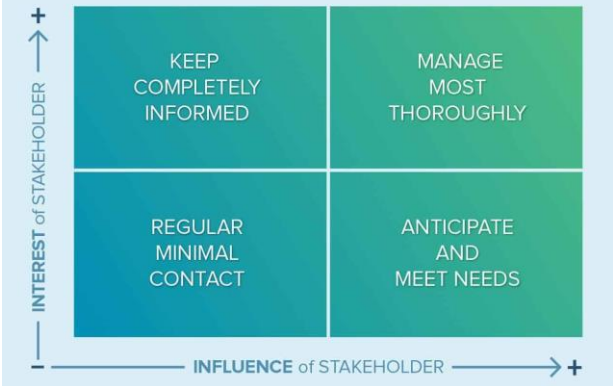 +
KEEP
COMPLETELY
INFORMED
MANAGE
MOST
THOROUGHLY
INTEREST of STAKEHOLDER
REGULAR
MINIMAL
CONTACT
ANTICIPATE
AND
MEET NEEDS
–
INFLUENCE of STAKEHOLDER
+